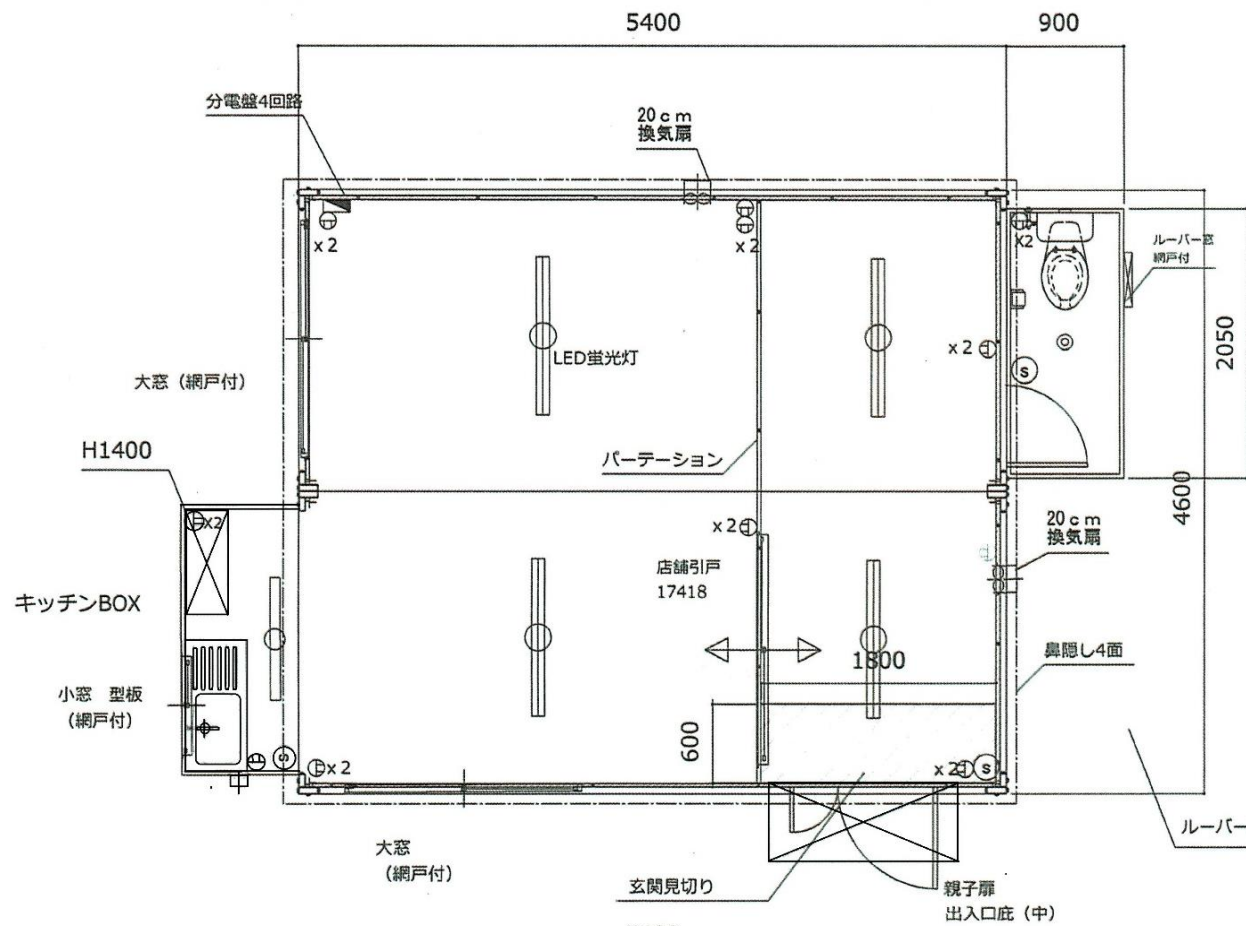 5400
900
分電盤4回路
20cm
換気扇
x2
x2
X2
ルーバー窓
網戸付
LED蛍光灯
x2
2050
大窓（網戸付）
H1400
パーテーション
4600
x2
x2
20cm
換気扇
店舗引戸
17418
キッチンBOX
鼻隠し4面
1800
小窓 型板
（網戸付）
600
S
S
x2
x2
S
ルーバー
大窓
（網戸付）
玄関見切り
親子扉
出入口庇（中）